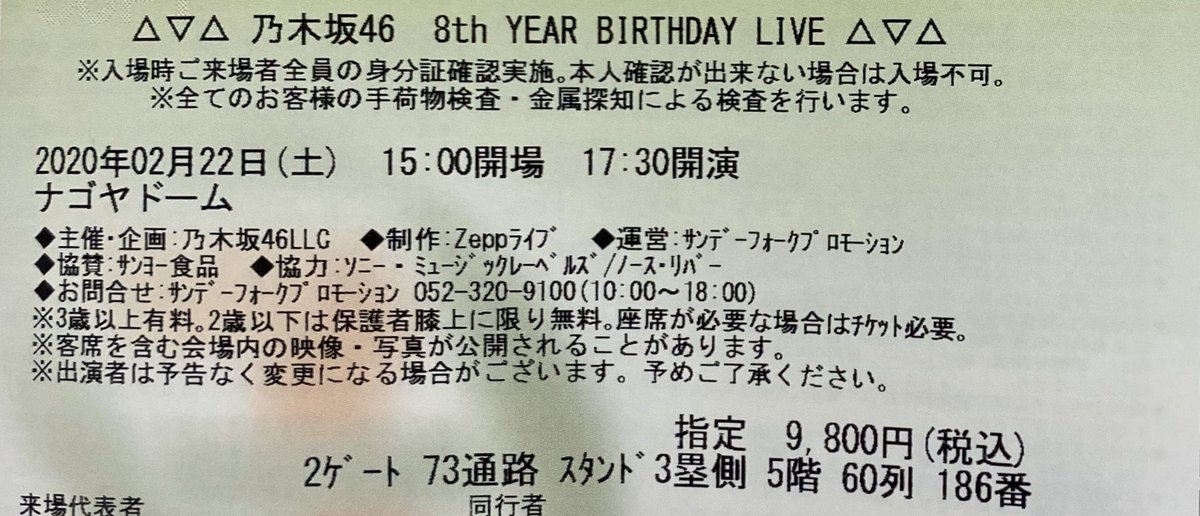 △▽△ 乃木坂46 8th YEAR BIRTHDAY LIVE △▽△
※入場時ご来場者全員の身分証確認実施。本人確認が出来ない場合は入場不可。
※全てのお客様の手荷物検査・金属探知による検査を行います。
2020年02月22日(土) 15:00開場 17:30開演
ナゴヤドーム
◆主催・企画:乃木坂46LLC ◆制作:Zeppﾗｲﾌﾞ ◆運営:ｻﾝﾃﾞｰﾌｫｰｸﾌﾟﾛﾓｰｼｮﾝ
◆協賛:ｻﾝﾖｰ食品 ◆協力:ｿﾆｰ・ﾐｭｰｼﾞｯｸﾚｰﾍﾞﾙｽﾞ/ﾉｰｽ・ﾘﾊﾞｰ
◆お問合せ:ｻﾝﾃﾞｰﾌｫｰｸﾌﾟﾛﾓｰｼｮﾝ 052-320-9100(10:00〜18:00)
※3歳以上有料。2歳以下は保護者膝上に限り無料。座席が必要な場合はﾁｹｯﾄ必要。
※客席を含む会場内の映像・写真が公開されることがあります。
※出演者は予告なく変更になる場合がございます。予めご了承ください。
指定 9,800円(税込)
2ｹﾞｰﾄ 73通路 ｽﾀﾝﾄﾞ3塁側 5階 60列 186番
来場代表者 同行者